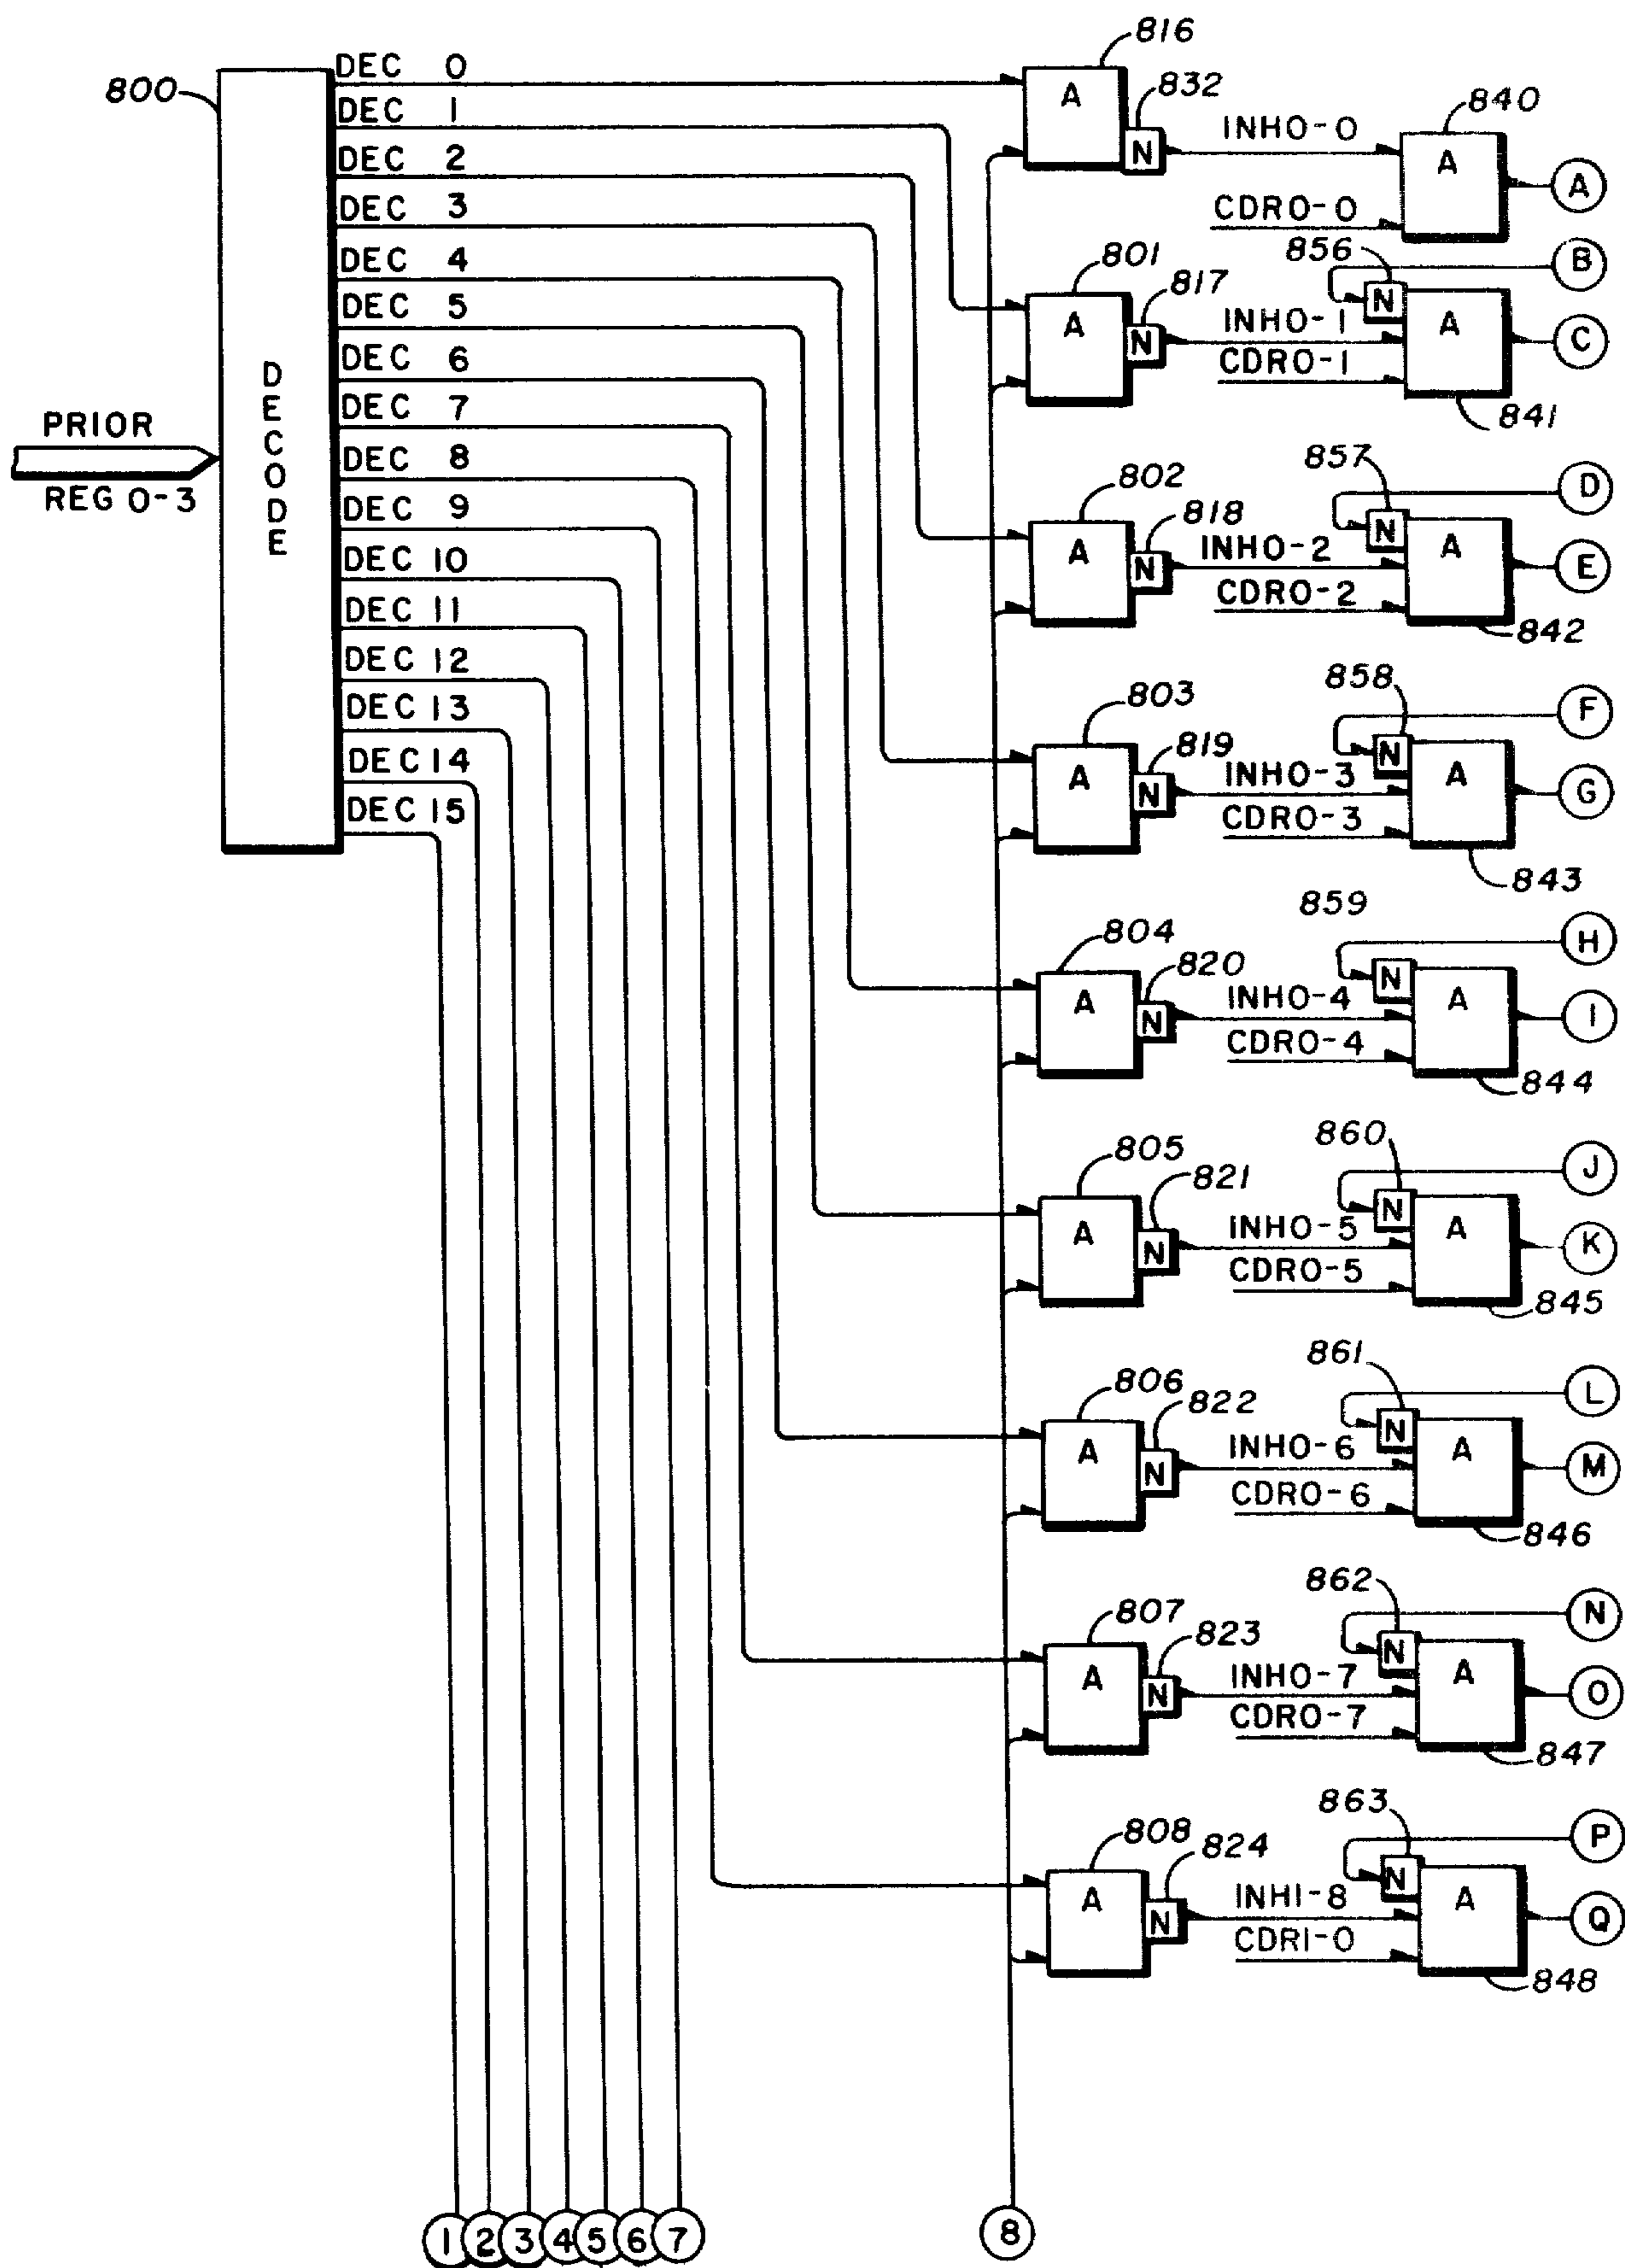 816
DEC 0
800
832
840
DEC 1
A
INHO-0
A
N
DEC 2
A
DEC 3
CDRO-0
DEC 4
801
856
B
817
N
DEC 5
A
INHO-1
A
N
C
DEC 6
CDRO-1
DECODE
DEC 7
841
PRIOR
DEC 8
857
802
D
REG 0-3
818
DEC 9
N
A
INHO-2
A
DEC 10
N
E
CDRO-2
DEC 11
842
DEC 12
858
DEC 13
803
F
819
N
DEC 14
A
INHO-3
A
N
G
DEC 15
CDRO-3
843
859
804
H
820
N
A
INHO-4
A
N
I
CDRO-4
844
860
805
821
J
N
A
INHO-5
A
N
K
CDRO-5
845
861
806
822
L
N
A
INHO-6
A
N
M
CDRO-6
846
862
807
823
N
N
A
INHO-7
A
N
O
CDRO-7
847
863
808
824
P
N
A
INHI-8
A
N
Q
CDRI-0
848
1 2 3 4 5 6 7 8